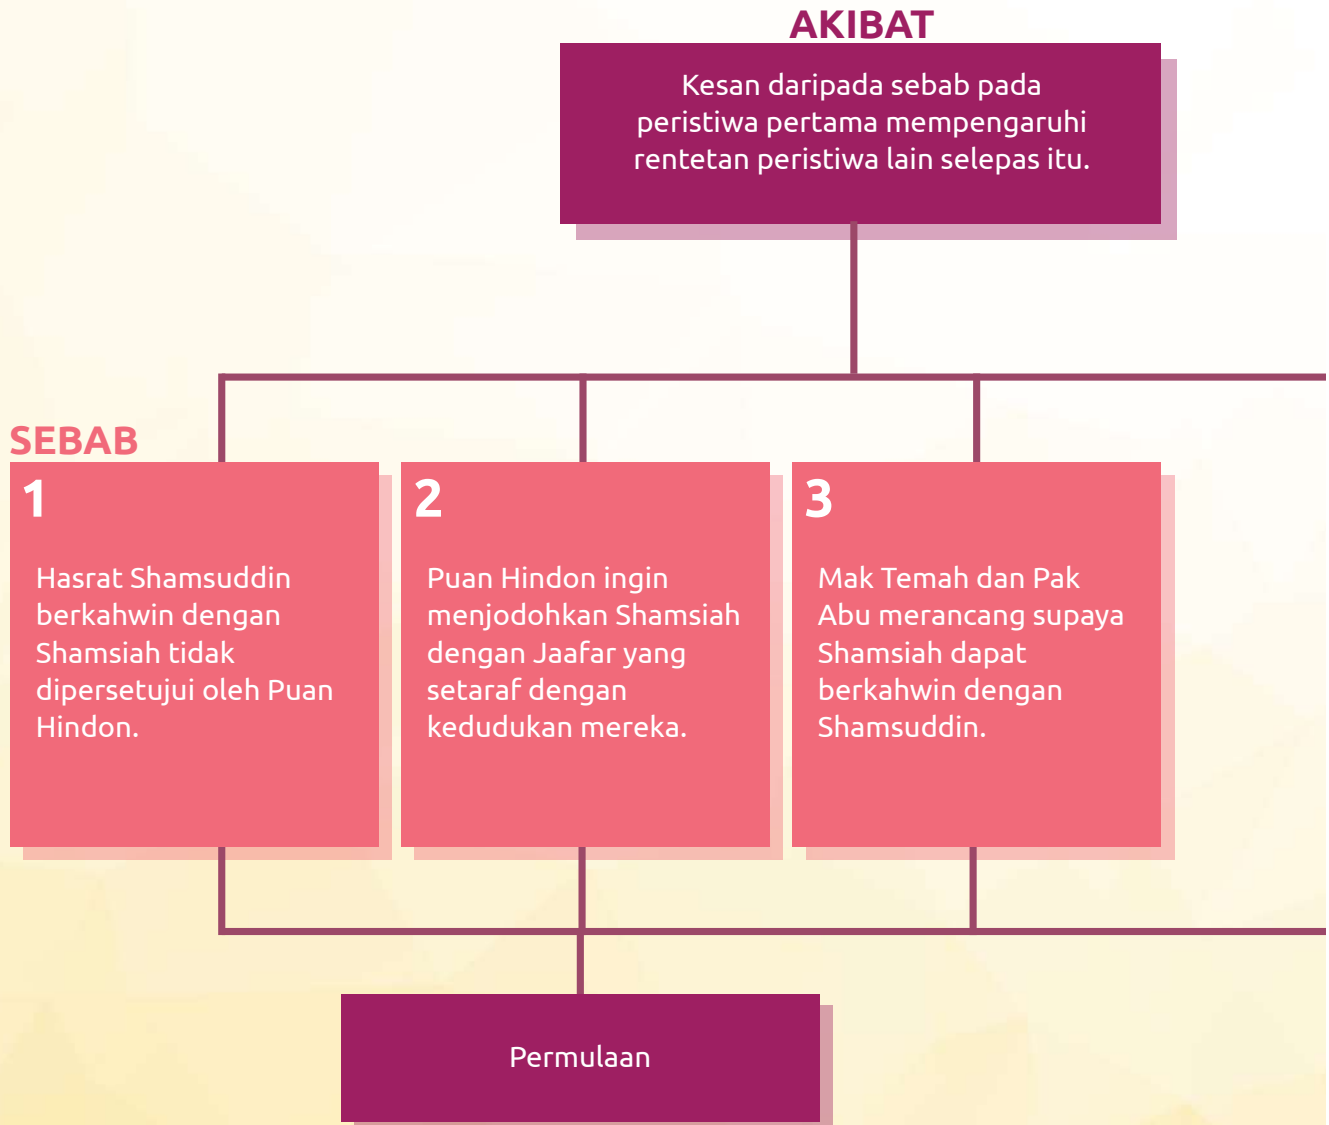 AKIBAT
Kesan daripada sebab pada
peristiwa pertama mempengaruhi
rentetan peristiwa lain selepas itu.
SEBAB
1
Hasrat Shamsuddin
berkahwin dengan
Shamsiah tidak
dipersetujui oleh Puan
Hindon.
2
Puan Hindon ingin
menjodohkan Shamsiah
dengan Jaafar yang
setaraf dengan
kedudukan mereka.
3
Mak Temah dan Pak
Abu merancang supaya
Shamsiah dapat
berkahwin dengan
Shamsuddin.
Permulaan